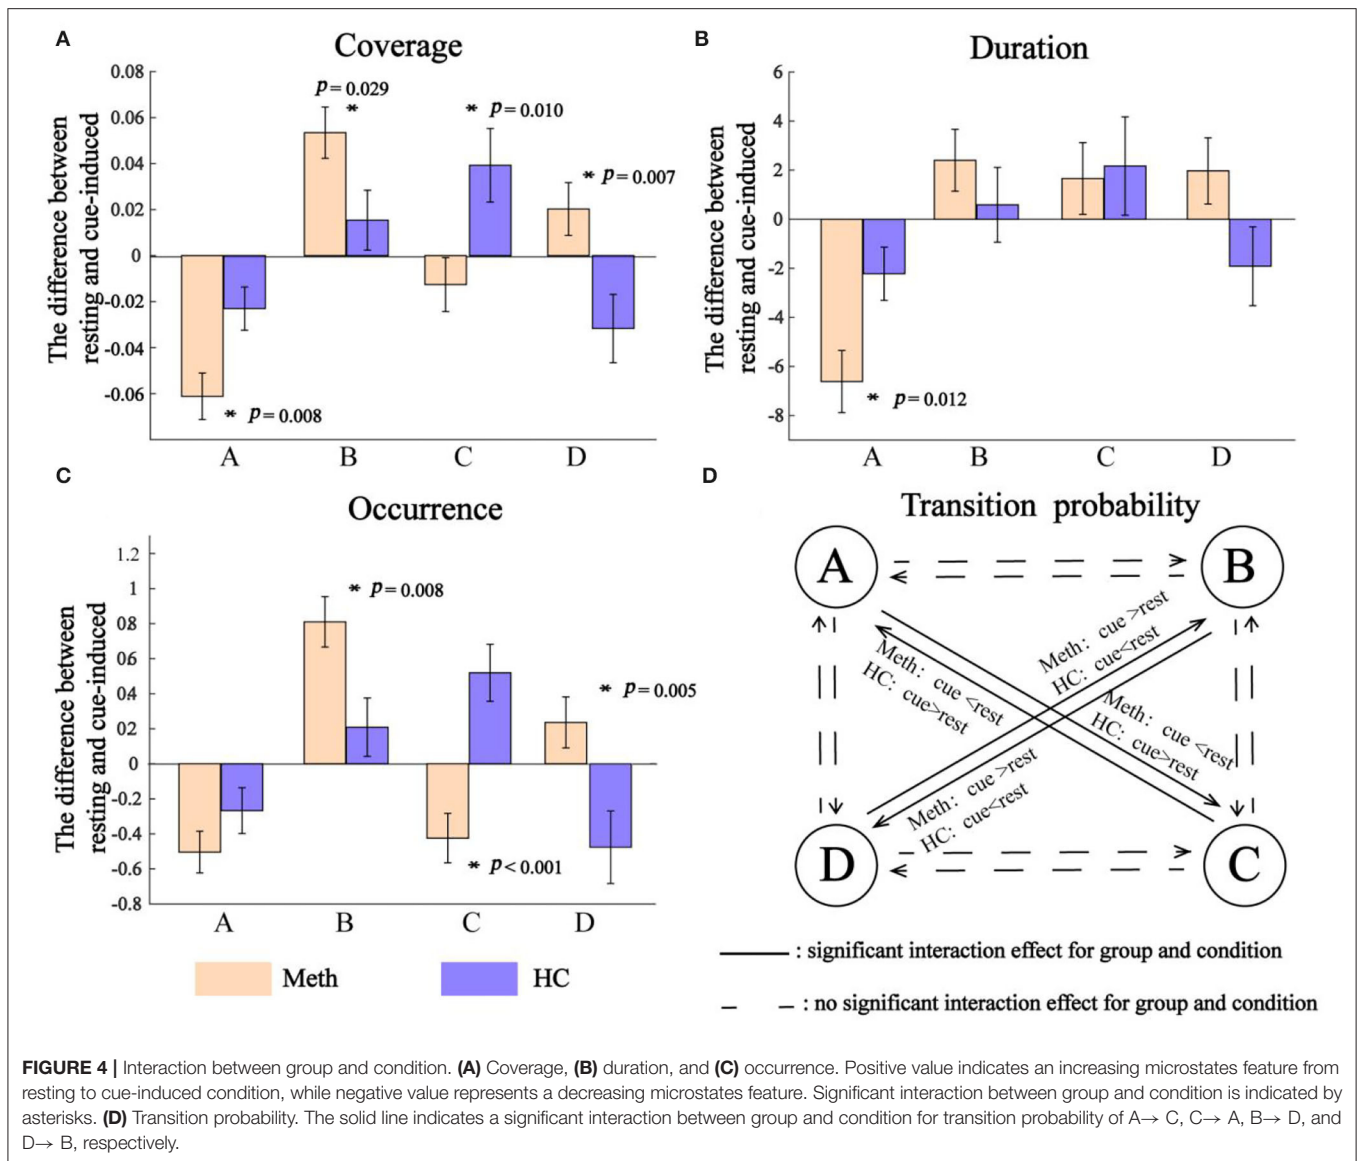 A
Coverage
The difference between
resting and cue-induced
0.08
0.06
0.04
0.02
0
-0.02
-0.04
-0.06
p=0.029
*
* p=0.010
* p=0.007
* p=0.008
A B C D
B
Duration
The difference between
resting and cue-induced
6
4
2
0
-2
-4
-6
-8
* p=0.012
A B C D
C
Occurrence
The difference between
resting and cue-induced
1.2
1
0.8
06
04
02
0
-0.2
-0.4
-0.6
-0.8
* p=0.008
* p=0.005
* p<0.001
A B C D
Meth
HC
D
Transition probability
A
B
Meth: cue >rest
HC: cue<rest
Meth: cue <rest
HC: cue>rest
Meth: cue <rest
HC: cue>rest
Meth: cue >rest
HC: cue<rest
D
C
: significant interaction effect for group and condition
: no significant interaction effect for group and condition
FIGURE 4 | Interaction between group and condition. (A) Coverage, (B) duration, and (C) occurrence. Positive value indicates an increasing microstates feature from
resting to cue-induced condition, while negative value represents a decreasing microstates feature. Significant interaction between group and condition is indicated by
asterisks. (D) Transition probability. The solid line indicates a significant interaction between group and condition for transition probability of A→ C, C→ A, B→ D, and
D→ B, respectively.